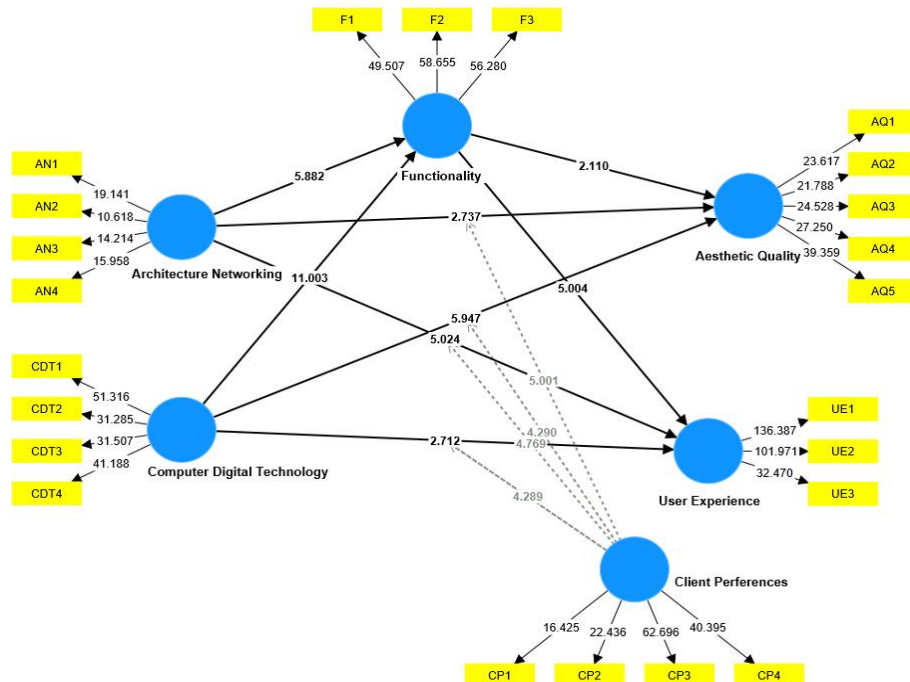 F1
F2
F3
49.507
58.655
56.280
Functionality
AN1
AN2
AN3
AN4
19.141
10.618
14.214
15.958
Architecture Networking
5.882
2.110
2.737
11.003
5.947
5.024
5.004
AQ1
AQ2
AQ3
AQ4
AQ5
23.617
21.788
24.528
27.250
39.359
Aesthetic Quality
CDT1
CDT2
CDT3
CDT4
51.316
31.285
31.507
41.188
Computer Digital Technology
2.712
5.001
4.290
4.769
4.289
UE1
UE2
UE3
136.387
101.971
32.470
User Experience
Client Perferences
16.425
22.436
62.696
40.395
CP1
CP2
CP3
CP4